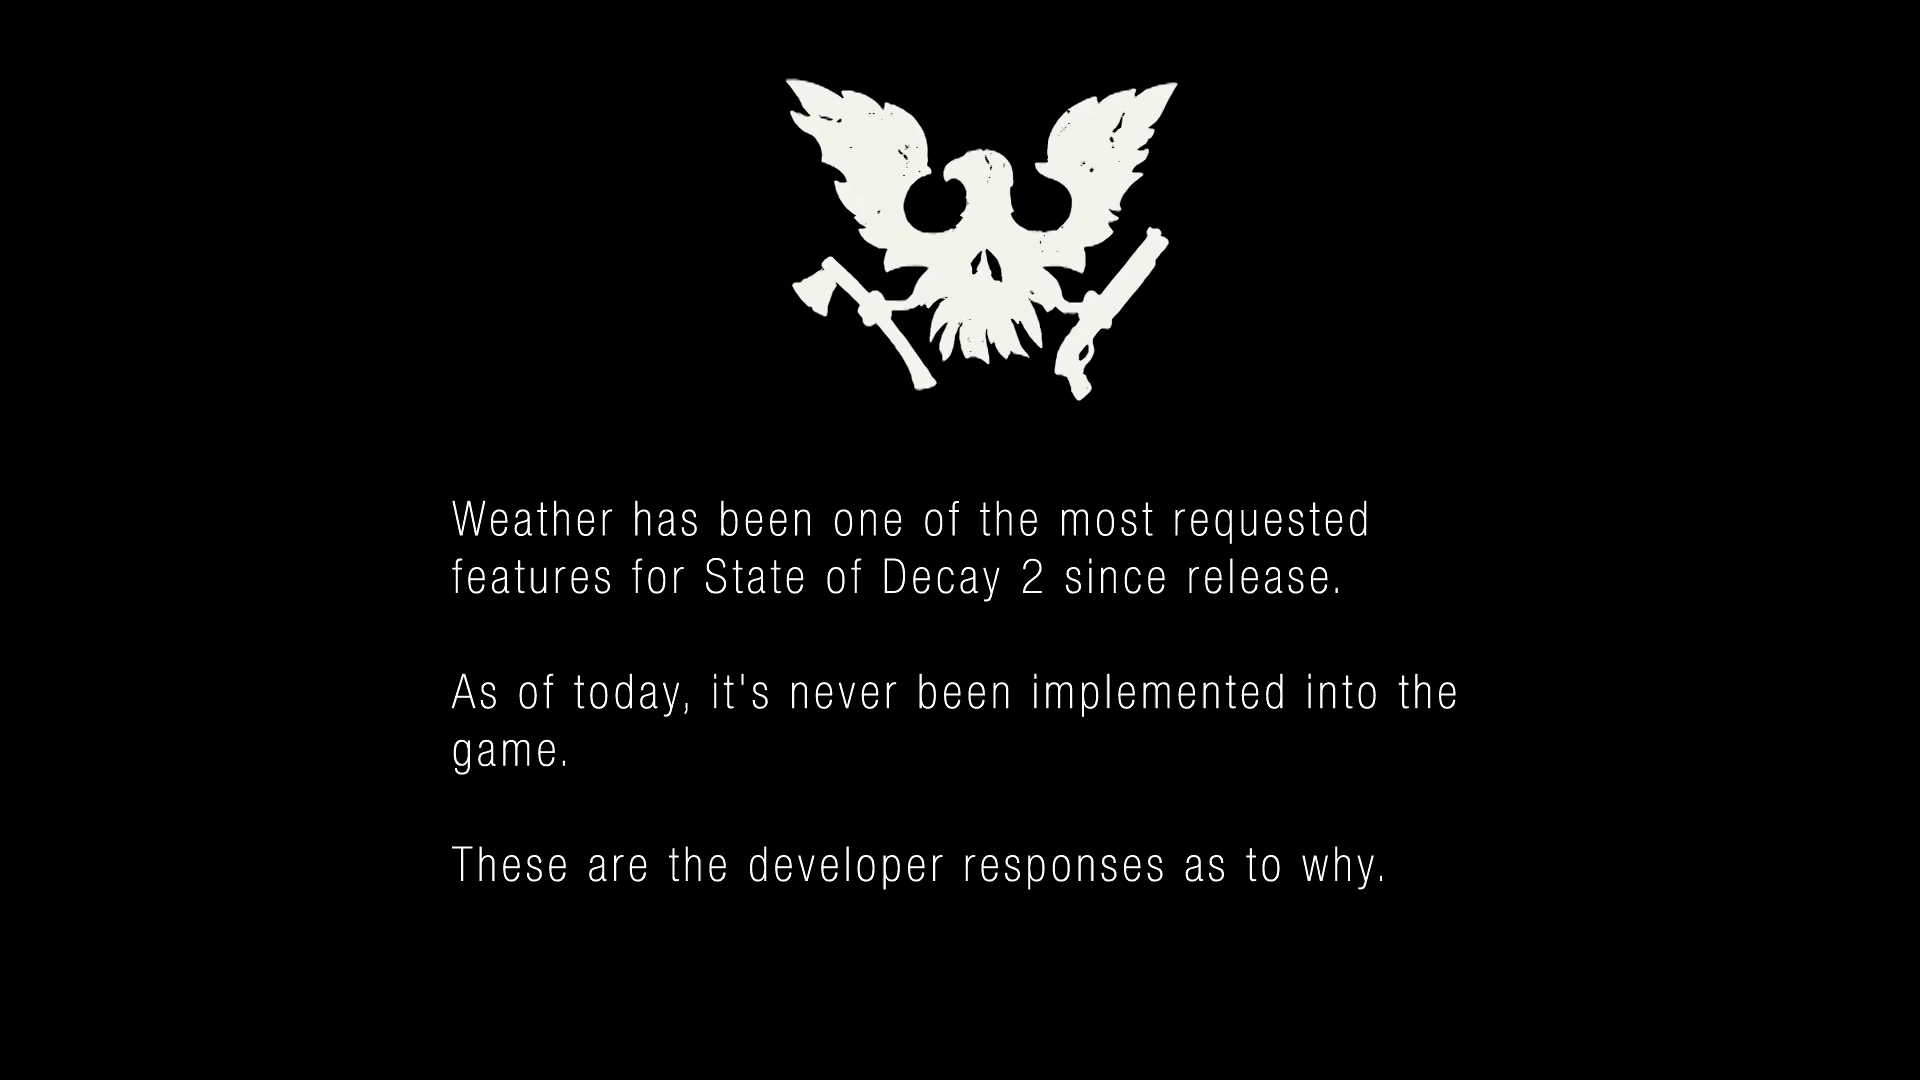 Weather has been one of the most requested
features for State of Decay 2 since release.
As of today, it's never been implemented into the
game.
These are the developer responses as to why.